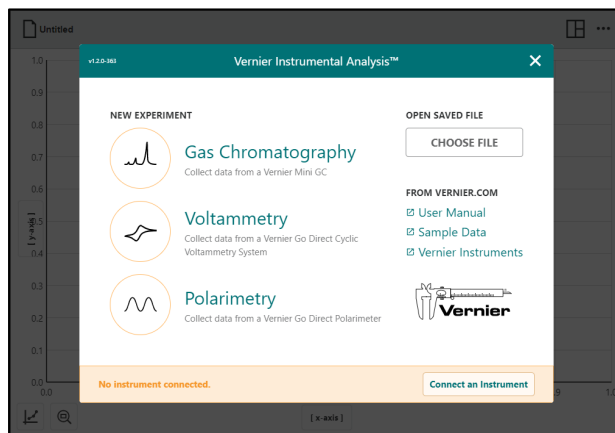 Untitled
v1.2.0-363
Vernier Instrumental Analysis™
NEW EXPERIMENT
Gas Chromatography
Collect data from a Vernier Mini GC
Voltammetry
Collect data from a Vernier Go Direct Cyclic
Voltammetry System
Polarimetry
Collect data from a Vernier Go Direct Polarimeter
OPEN SAVED FILE
CHOOSE FILE
FROM VERNIER.COM
User Manual
Sample Data
Vernier Instruments
Vernier
No instrument connected.
Connect an Instrument
1.0
0.9
0.8
0.7
0.6
0.5
0.4
0.3
0.2
0.1
0.0
[ y-axis ]
0.0
.9
1.0
[ x-axis ]